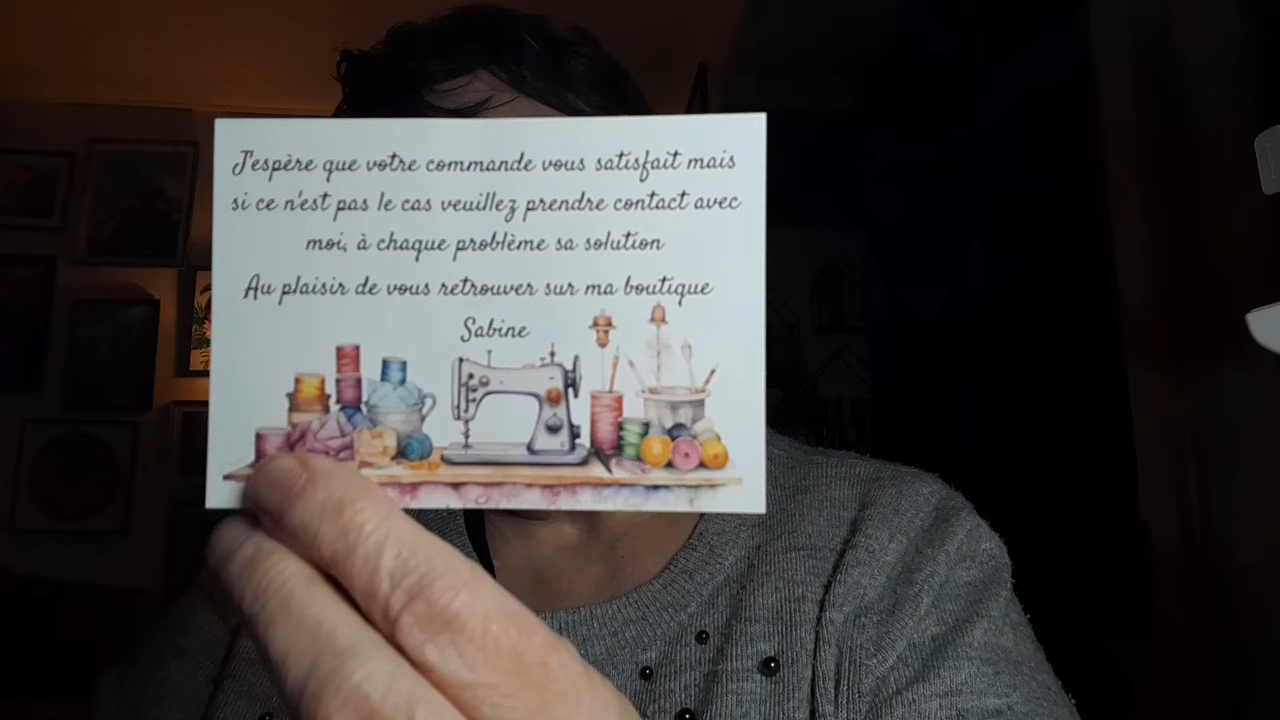 J'espère que votre commande vous satisfait mais
si ce n'est pas le cas veuillez prendre contact avec
moi, à chaque problème sa solution
Au plaisir de vous retrouver sur ma boutique
Sabine